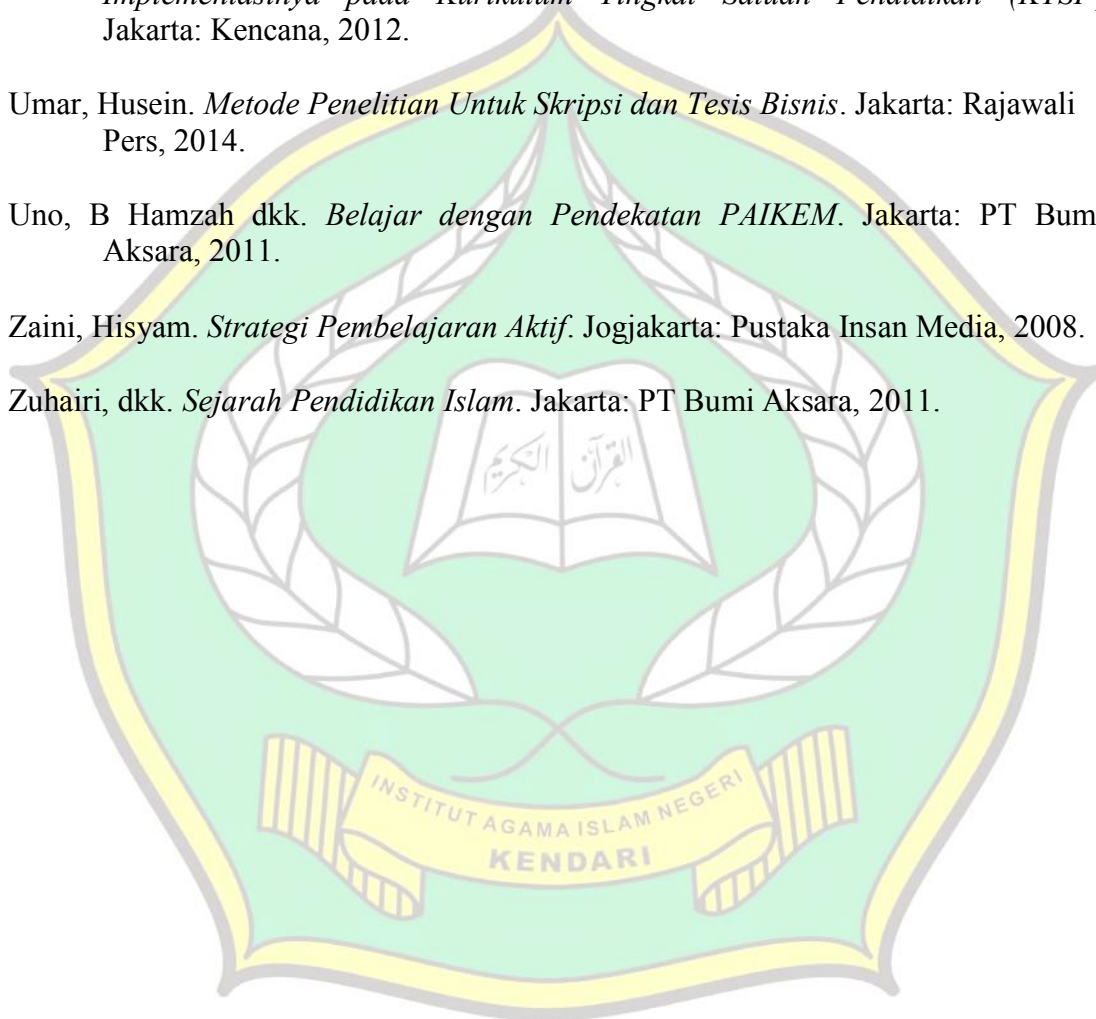 Implementasinya pada Kurikulum Tingkat Satuan Pendidikan (KTSP
Jakarta: Kencana, 2012.
Umar, Husein. Metode Penelitian Untuk Skripsi dan Tesis Bisnis. Jakarta: Rajawali
Pers, 2014.
Uno, B Hamzah dkk. Belajar dengan Pendekatan PAIKEM. Jakarta: PT Bum
Aksara, 2011.
Zaini, Hisyam. Strategi Pembelajaran Aktif. Jogjakarta: Pustaka Insan Media, 2008.
Zuhairi, dkk. Sejarah Pendidikan Islam. Jakarta: PT Bumi Aksara, 2011.
القرآن الكريم
INSTITUT AGAMA ISLAM NEGERI
KENDARI